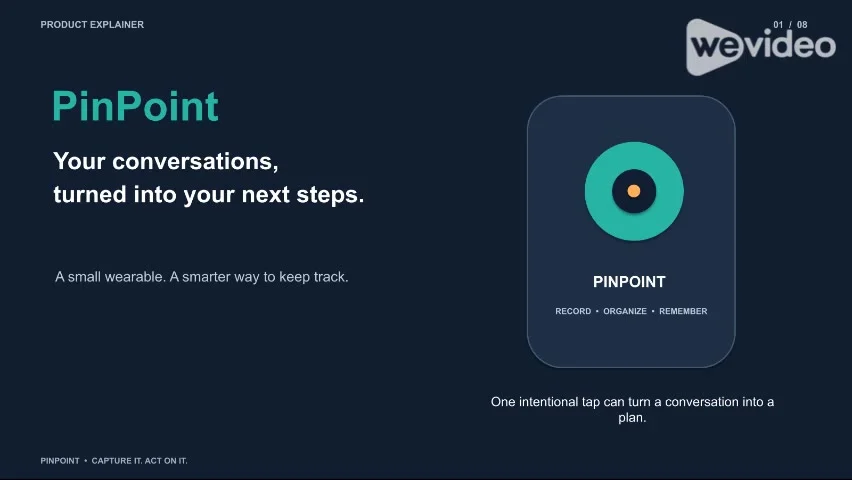 PRODUCT EXPLAINER
01 / 08
wevideo
PinPoint
Your conversations,
turned into your next steps.
A small wearable. A smarter way to keep track.
PINPOINT
RECORD • ORGANIZE • REMEMBER
One intentional tap can turn a conversation into a
plan.
PINPOINT • CAPTURE IT. ACT ON IT.